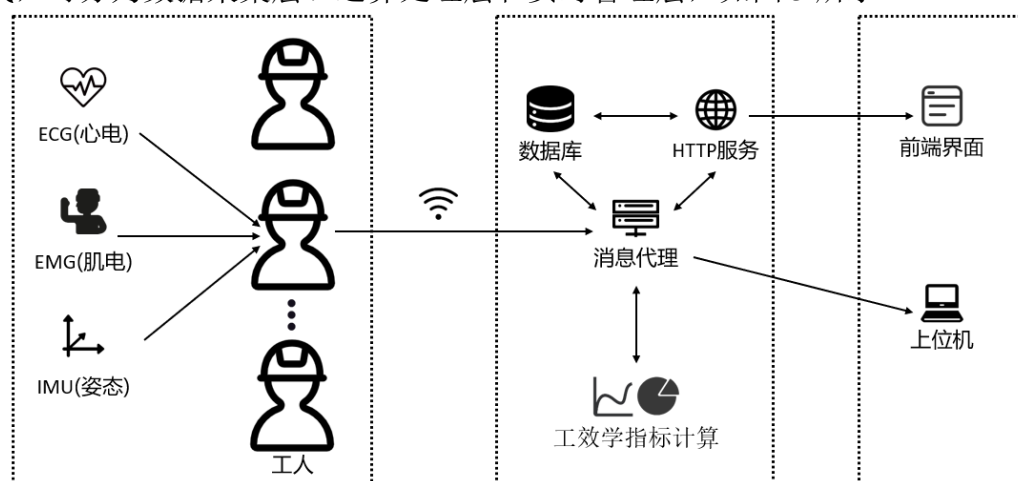 ECG(心电)
EMG(肌电)
IMU(姿态)
工人
数据库
HTTP服务
消息代理
工效学指标计算
前端界面
上位机